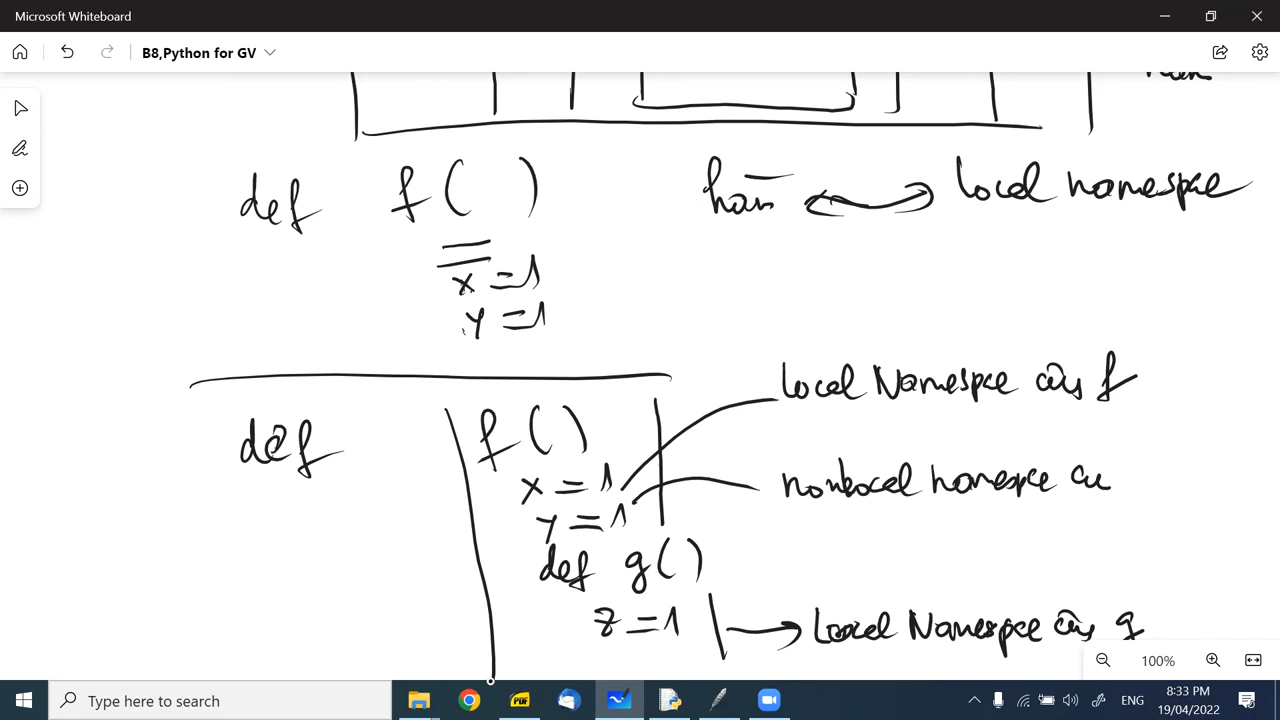 Microsoft Whiteboard
B8,Python for GV
def f( )
x = 1
y = 1
hàm local namespace
def f()
x = 1
y = 1
def g()
z = 1
local Namespace của f
nonlocal namespace củ
Local Namespace của g
100%
Type here to search
ENG
8:33 PM
19/04/2022